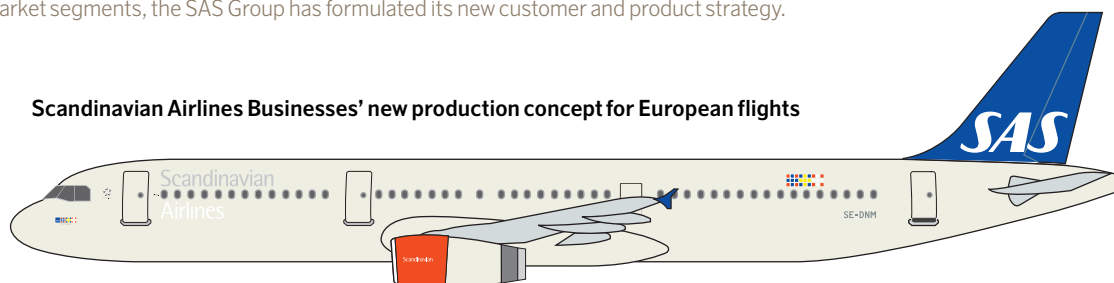 arket segments, the SAS Group has formulated its new customer and product strategy.
Scandinavian Airlines Businesses’ new production concept for European flights
SAS
Scandinavian
Airlines
SE-DNM
Scandinavian